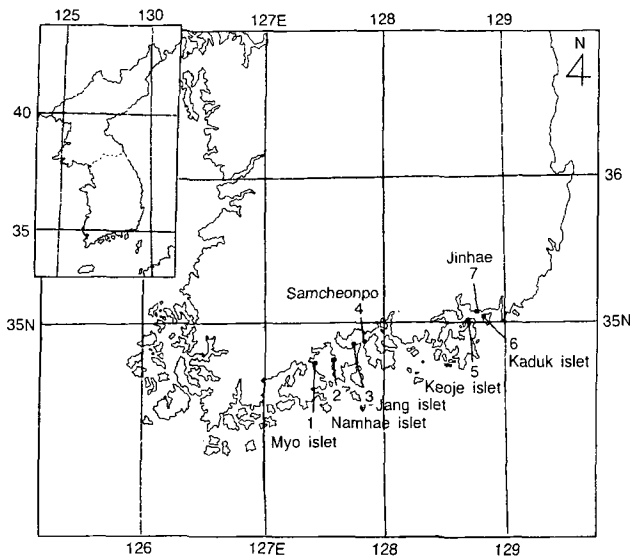 125 130
127E 128 129
N
40
36
35
Jinhae
7
Samcheonpo
4
35N
35N
6
Kaduk islet
5
Keoje islet
2
3
Jang islet
1
Namhae islet
Myo islet
126 127E 128 129